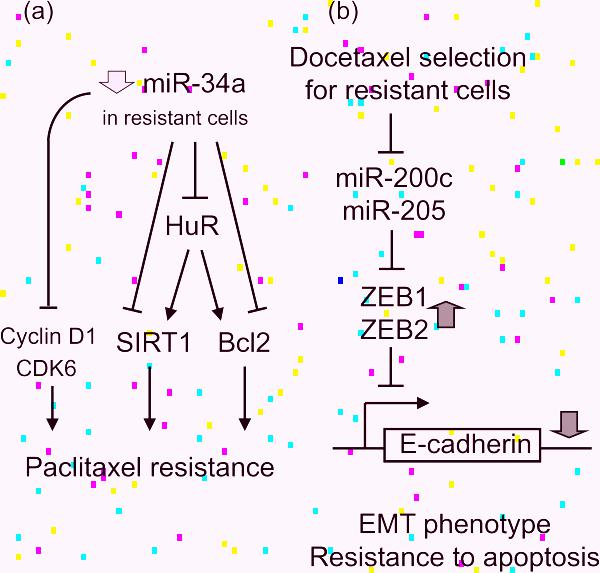 (a)
miR-34a
in resistant cells
HuR
Cyclin D1
CDK6
SIRT1
Bcl2
Paclitaxel resistance
(b)
Docetaxel selection
for resistant cells
miR-200c
miR-205
ZEB1
ZEB2
E-cadherin
EMT phenotype
Resistance to apoptosis